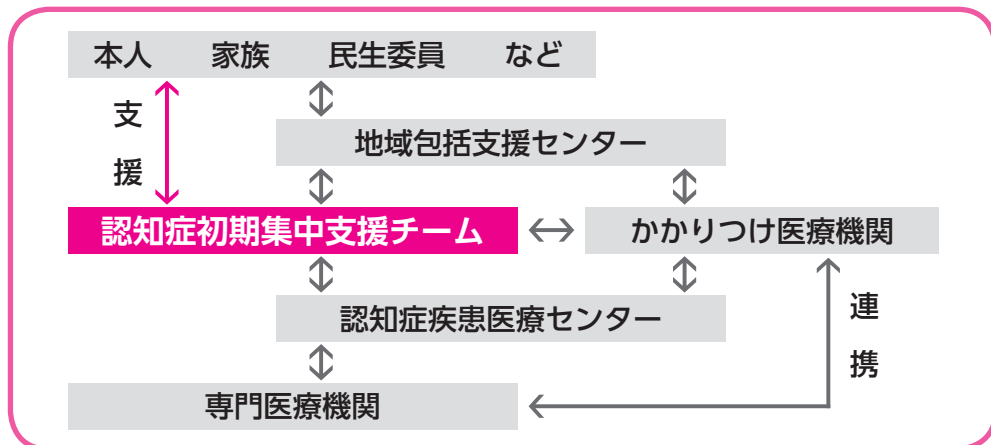 本人 家族 民生委員 など
支援
地域包括支援センター
認知症初期集中支援チーム
かかりつけ医療機関
認知症疾患医療センター
連携
専門医療機関